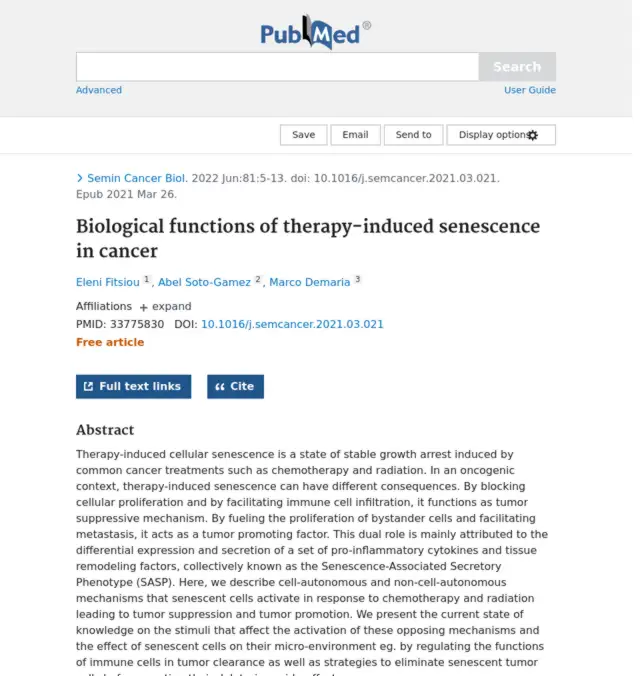 PubMed®
Search
Advanced
User Guide
Save
Email
Send to
Display options
Semin Cancer Biol. 2022 Jun:81:5-13. doi: 10.1016/j.semcancer.2021.03.021.
Epub 2021 Mar 26.
Biological functions of therapy-induced senescence
in cancer
Eleni Fitsiou 1, Abel Soto-Gamez 2, Marco Demaria 3
Affiliations + expand
PMID: 33775830 DOI: 10.1016/j.semcancer.2021.03.021
Free article
Full text links
Cite
Abstract
Therapy-induced cellular senescence is a state of stable growth arrest induced by
common cancer treatments such as chemotherapy and radiation. In an oncogenic
context, therapy-induced senescence can have different consequences. By blocking
cellular proliferation and by facilitating immune cell infiltration, it functions as tumor
suppressive mechanism. By fueling the proliferation of bystander cells and facilitating
metastasis, it acts as a tumor promoting factor. This dual role is mainly attributed to the
differential expression and secretion of a set of pro-inflammatory cytokines and tissue
remodeling factors, collectively known as the Senescence-Associated Secretory
Phenotype (SASP). Here, we describe cell-autonomous and non-cell-autonomous
mechanisms that senescent cells activate in response to chemotherapy and radiation
leading to tumor suppression and tumor promotion. We present the current state of
knowledge on the stimuli that affect the activation of these opposing mechanisms and
the effect of senescent cells on their micro-environment eg. by regulating the functions
of immune cells in tumor clearance as well as strategies to eliminate senescent tumor